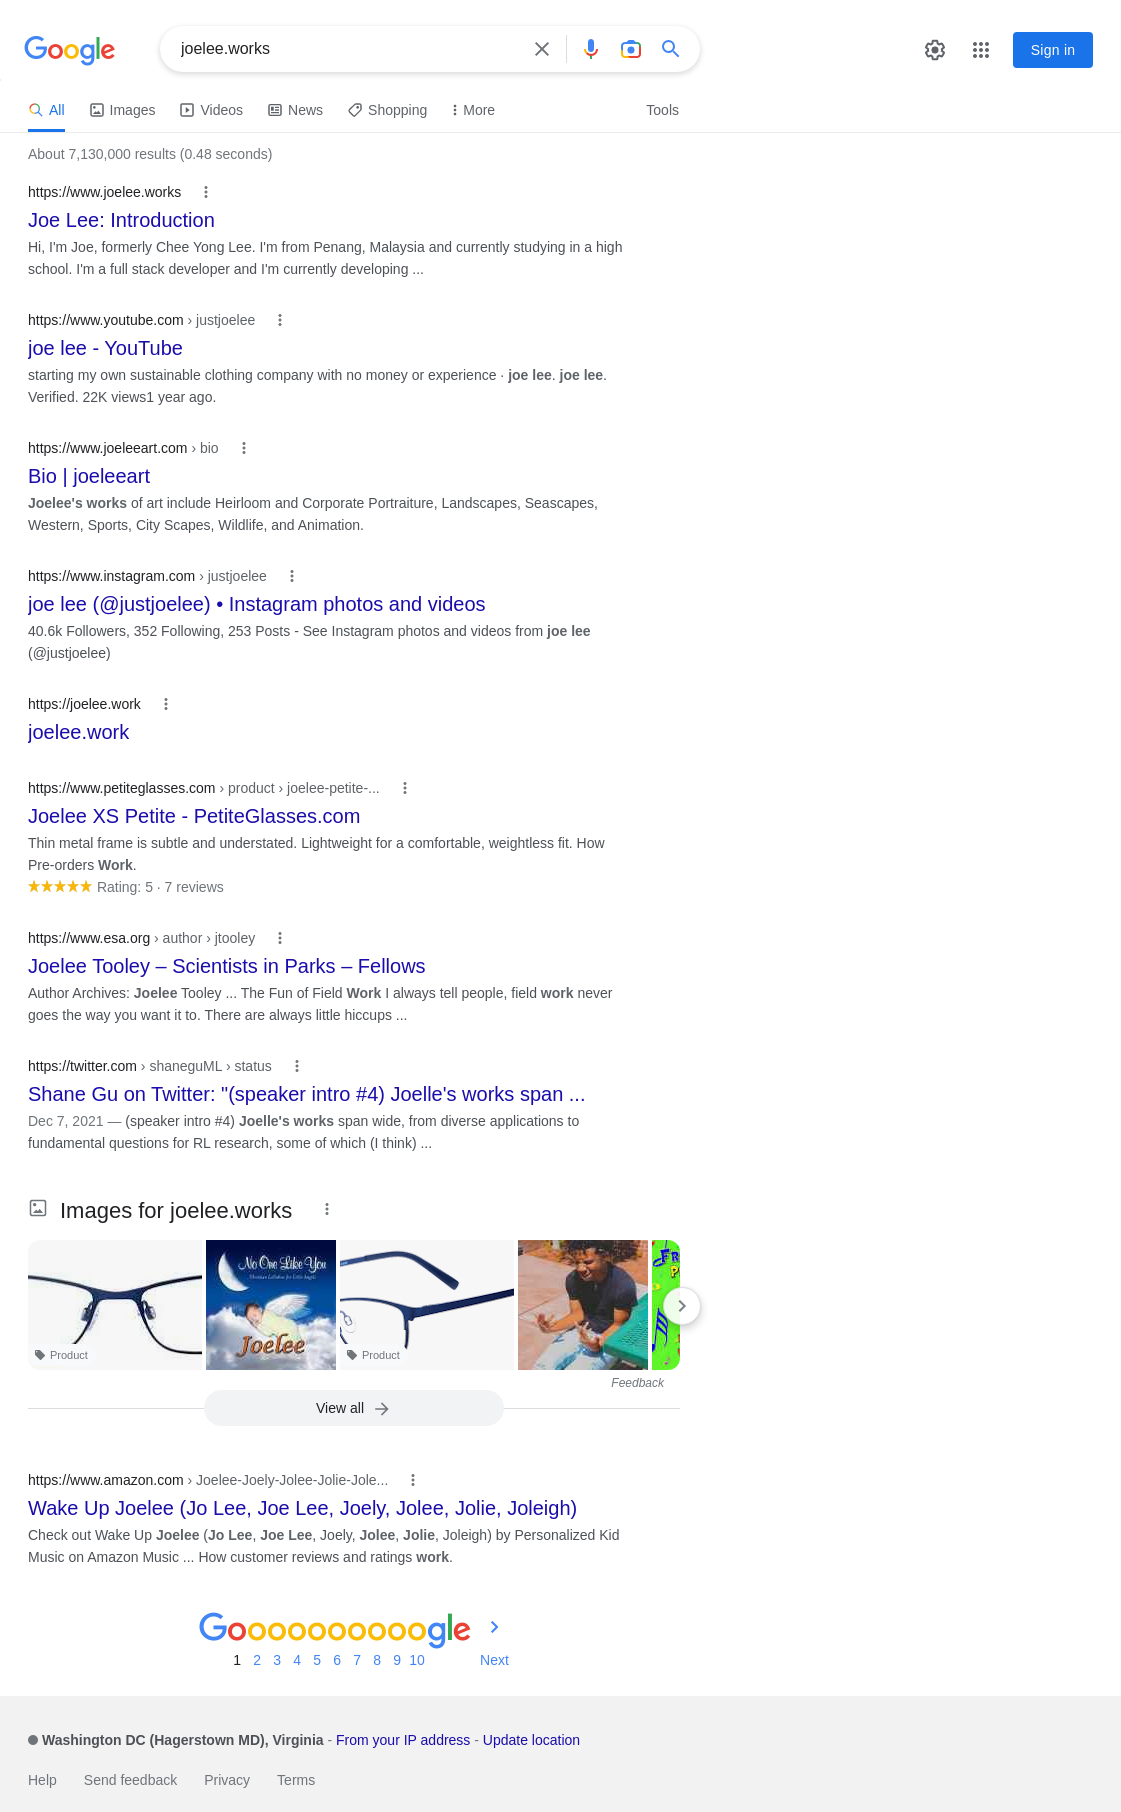 Google
joelee.works
Sign in
All
Images
Videos
News
Shopping
More
Tools
About 7,130,000 results (0.48 seconds)
https://www.joelee.works
Joe Lee: Introduction
Hi, I'm Joe, formerly Chee Yong Lee. I'm from Penang, Malaysia and currently studying in a high
school. I'm a full stack developer and I'm currently developing ...
https://www.youtube.com › justjoelee
joe lee - YouTube
starting my own sustainable clothing company with no money or experience · joe lee. joe lee.
Verified. 22K views1 year ago.
https://www.joeleeart.com › bio
Bio | joeleeart
Joelee's works of art include Heirloom and Corporate Portraiture, Landscapes, Seascapes,
Western, Sports, City Scapes, Wildlife, and Animation.
https://www.instagram.com › justjoelee
joe lee (@justjoelee) • Instagram photos and videos
40.6k Followers, 352 Following, 253 Posts - See Instagram photos and videos from joe lee
(@justjoelee)
https://joelee.work
joelee.work
https://www.petiteglasses.com › product › joelee-petite-...
Joelee XS Petite - PetiteGlasses.com
Thin metal frame is subtle and understated. Lightweight for a comfortable, weightless fit. How
Pre-orders Work.
Rating: 5 · 7 reviews
https://www.esa.org › author › jtooley
Joelee Tooley – Scientists in Parks – Fellows
Author Archives: Joelee Tooley ... The Fun of Field Work I always tell people, field work never
goes the way you want it to. There are always little hiccups ...
https://twitter.com › shaneguML › status
Shane Gu on Twitter: "(speaker intro #4) Joelle's works span ...
Dec 7, 2021 — (speaker intro #4) Joelle's works span wide, from diverse applications to
fundamental questions for RL research, some of which (I think) ...
Images for joelee.works
No One Like You
Joelee
Product
Product
Feedback
View all
https://www.amazon.com › Joelee-Joely-Jolee-Jolie-Jole...
Wake Up Joelee (Jo Lee, Joe Lee, Joely, Jolee, Jolie, Joleigh)
Check out Wake Up Joelee (Jo Lee, Joe Lee, Joely, Jolee, Jolie, Joleigh) by Personalized Kid
Music on Amazon Music ... How customer reviews and ratings work.
Goooooooooogle
1 2 3 4 5 6 7 8 9 10 Next
Washington DC (Hagerstown MD), Virginia - From your IP address - Update location
Help Send feedback Privacy Terms